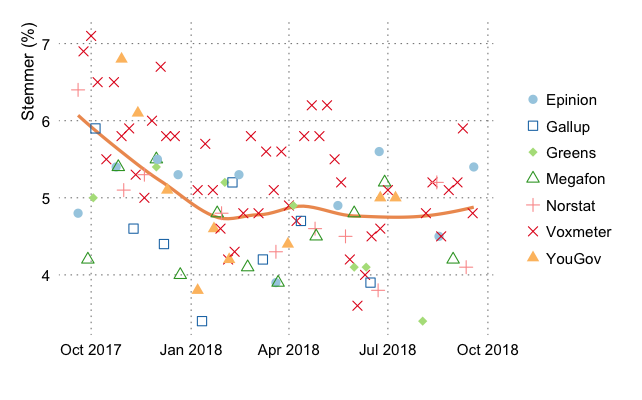 Stemmer (%)
7
6
5
4
Oct 2017
Jan 2018
Apr 2018
Jul 2018
Oct 2018
Epinion
Gallup
Greens
Megafon
Norstat
Voxmeter
YouGov